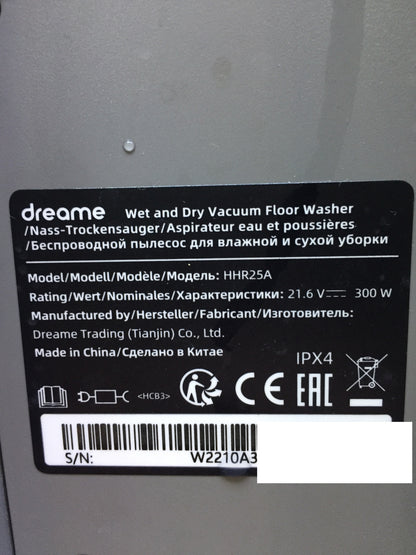 dreame Wet and Dry Vacuum Floor Washer
/Nass-Trockensauger/Aspirateur eau et poussières
/Беспроводной пылесос для влажной и сухой уборки
Model/Modell/Modèle/Модель: HHR25A
Rating/Wert/Nominales/Характеристики: 21.6 V⎓ 300 W
Manufactured by/Hersteller/Fabricant/Изготовитель:
Dreame Trading (Tianjin) Co., Ltd.
Made in China/Сделано в Китае
IPX4
<HCB3> CE EAC
S/N: W2210A3